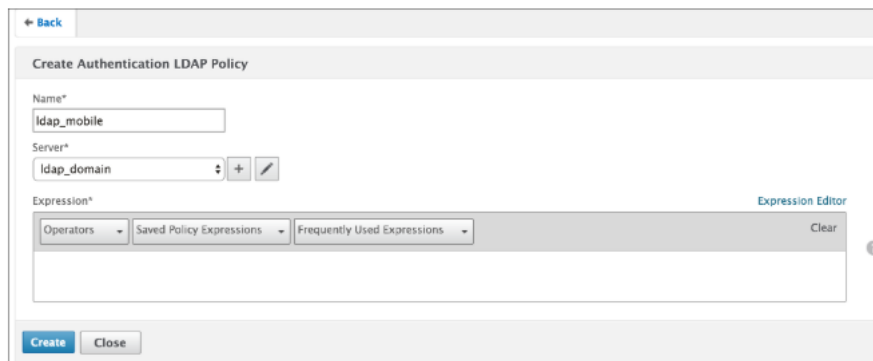 Back
Create Authentication LDAP Policy
Name*
ldap_mobile
Server*
ldap_domain
Expression*
Expression Editor
Operators Saved Policy Expressions Frequently Used Expressions Clear
Create Close